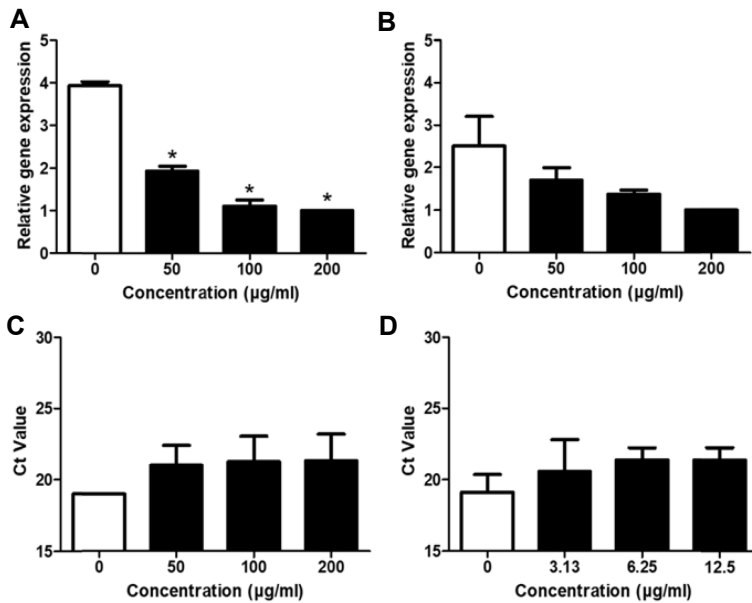 A
Relative gene expression
5
4
3
2
1
0
*
*
*
0 50 100 200
Concentration (µg/ml)
B
Relative gene expression
5
4
3
2
1
0
0 50 100 200
Concentration (µg/ml)
C
Ct Value
30
25
20
15
0 50 100 200
Concentration (µg/ml)
D
Ct Value
30
25
20
15
0 3.13 6.25 12.5
Concentration (µg/ml)